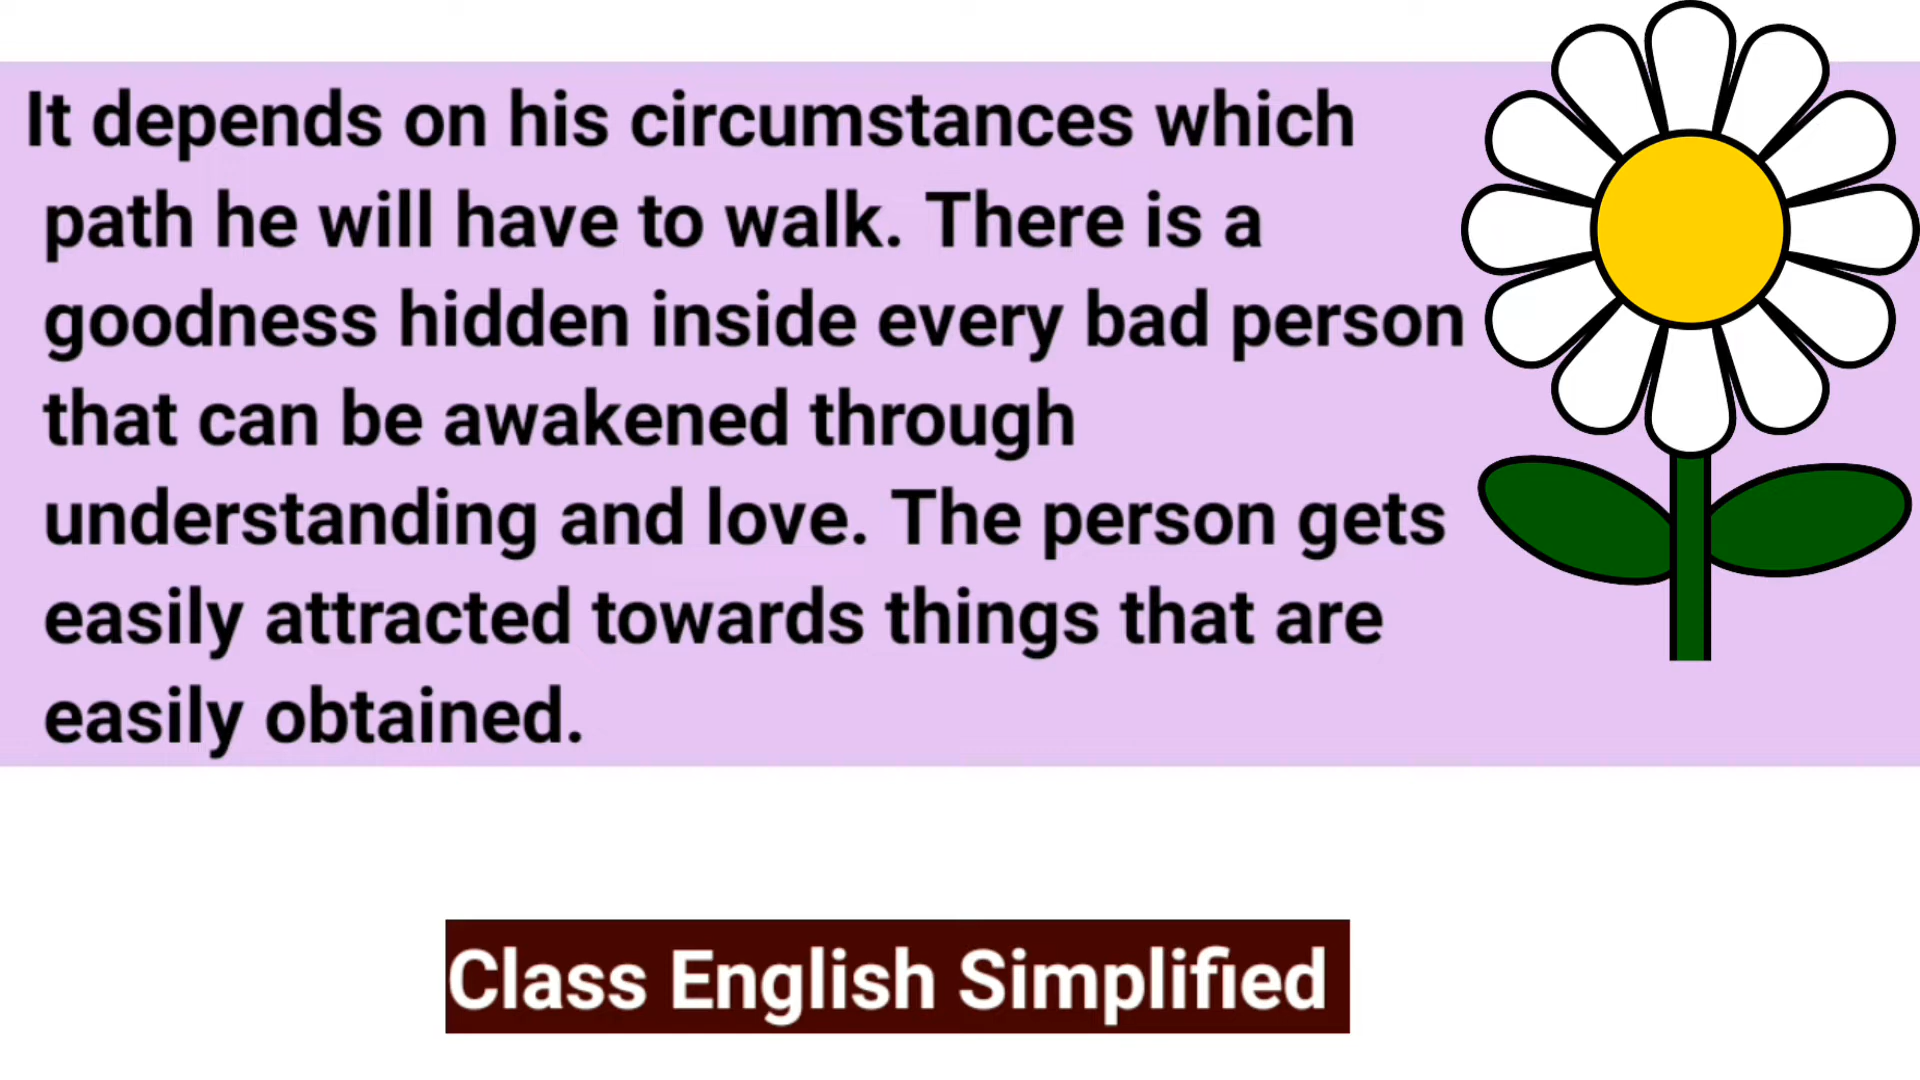 It depends on his circumstances which
path he will have to walk. There is a
goodness hidden inside every bad person
that can be awakened through
understanding and love. The person gets
easily attracted towards things that are
easily obtained.
Class English Simplified